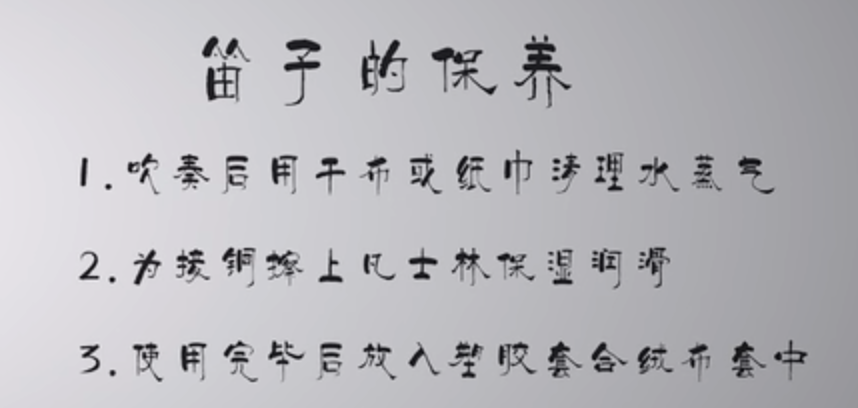 笛子的保养
1.吹奏后用干布或纸巾清理水蒸气
2.为接铜擦上凡士林保湿润滑
3.使用完毕后放入塑胶套合绒布套中